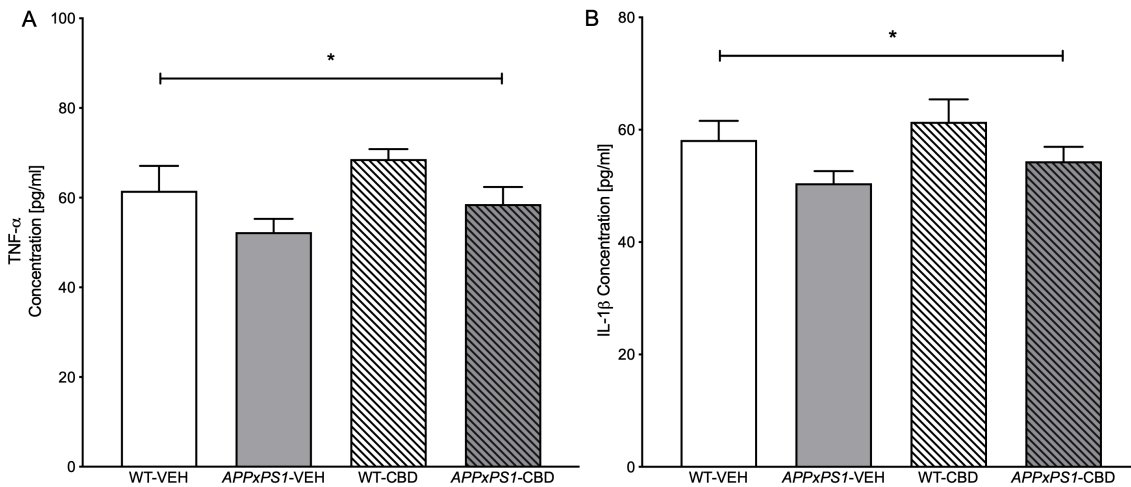 A
100
80
60
40
20
0
TNF-α
Concentration [pg/ml]
*
WT-VEH
APPxPS1-VEH
WT-CBD
APPxPS1-CBD
B
80
60
40
20
0
IL-1β Concentration [pg/ml]
*
WT-VEH
APPxPS1-VEH
WT-CBD
APPxPS1-CBD